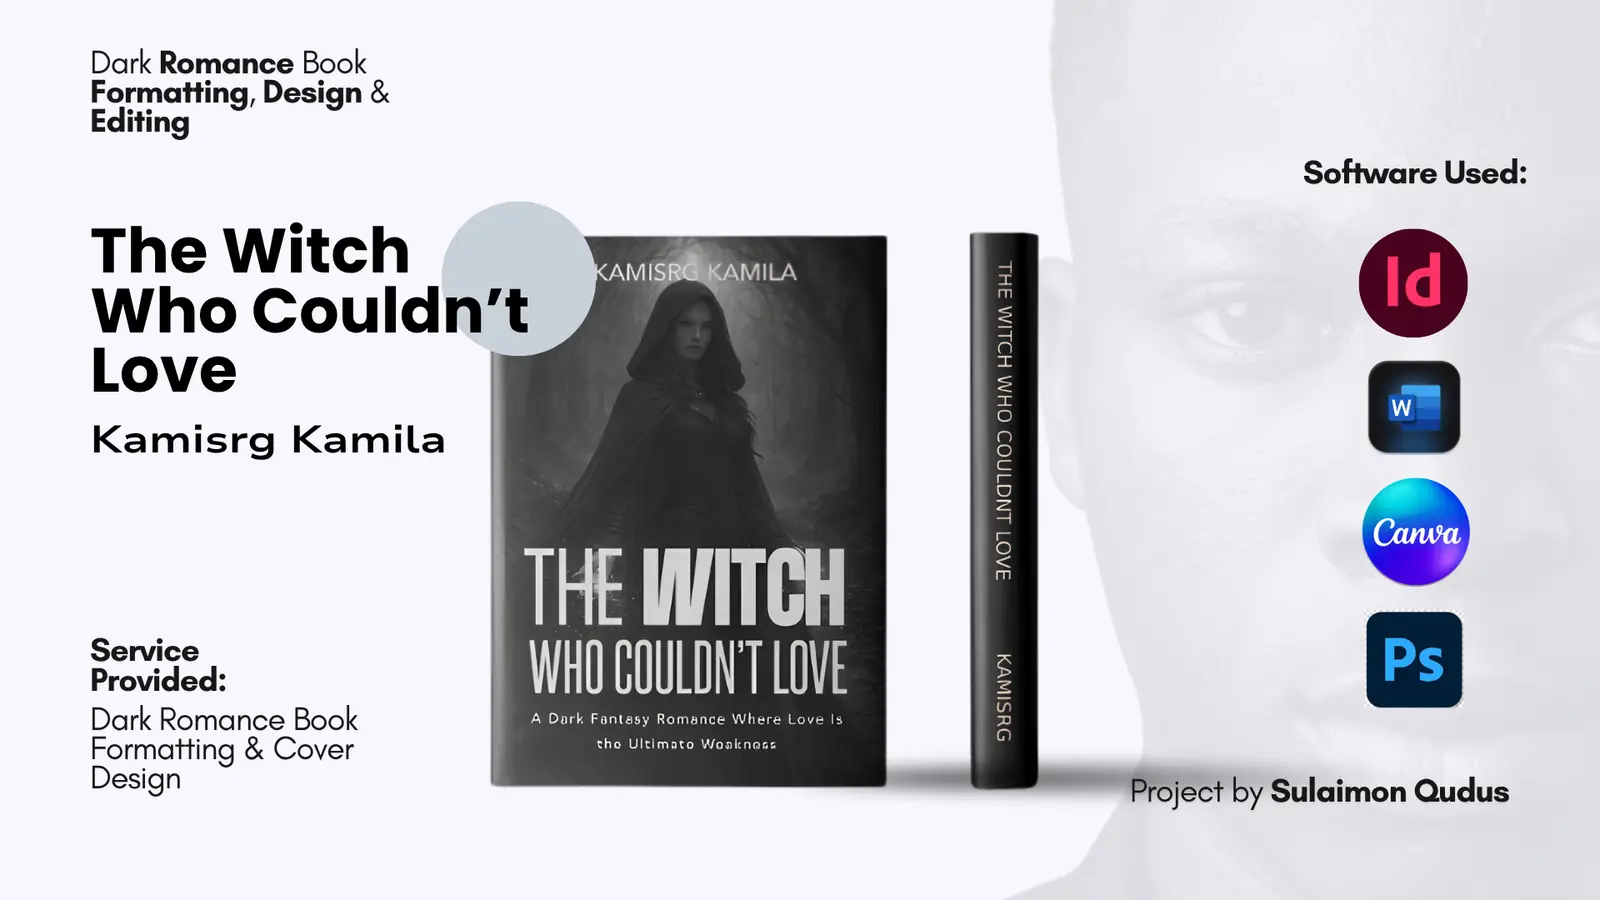 Dark Romance Book
Formatting, Design &
Editing
The Witch
Who Couldn’t
Love
Kamisrg Kamila
Service
Provided:
Dark Romance Book
Formatting & Cover
Design
KAMISRG KAMILA
THE WITCH
WHO COULDN’T LOVE
A Dark Fantasy Romance Where Love Is
the Ultimate Weakness
THE WITCH WHO COULDNT LOVE KAMISRG
Software Used:
Id
W
Canva
Ps
Project by Sulaimon Qudus